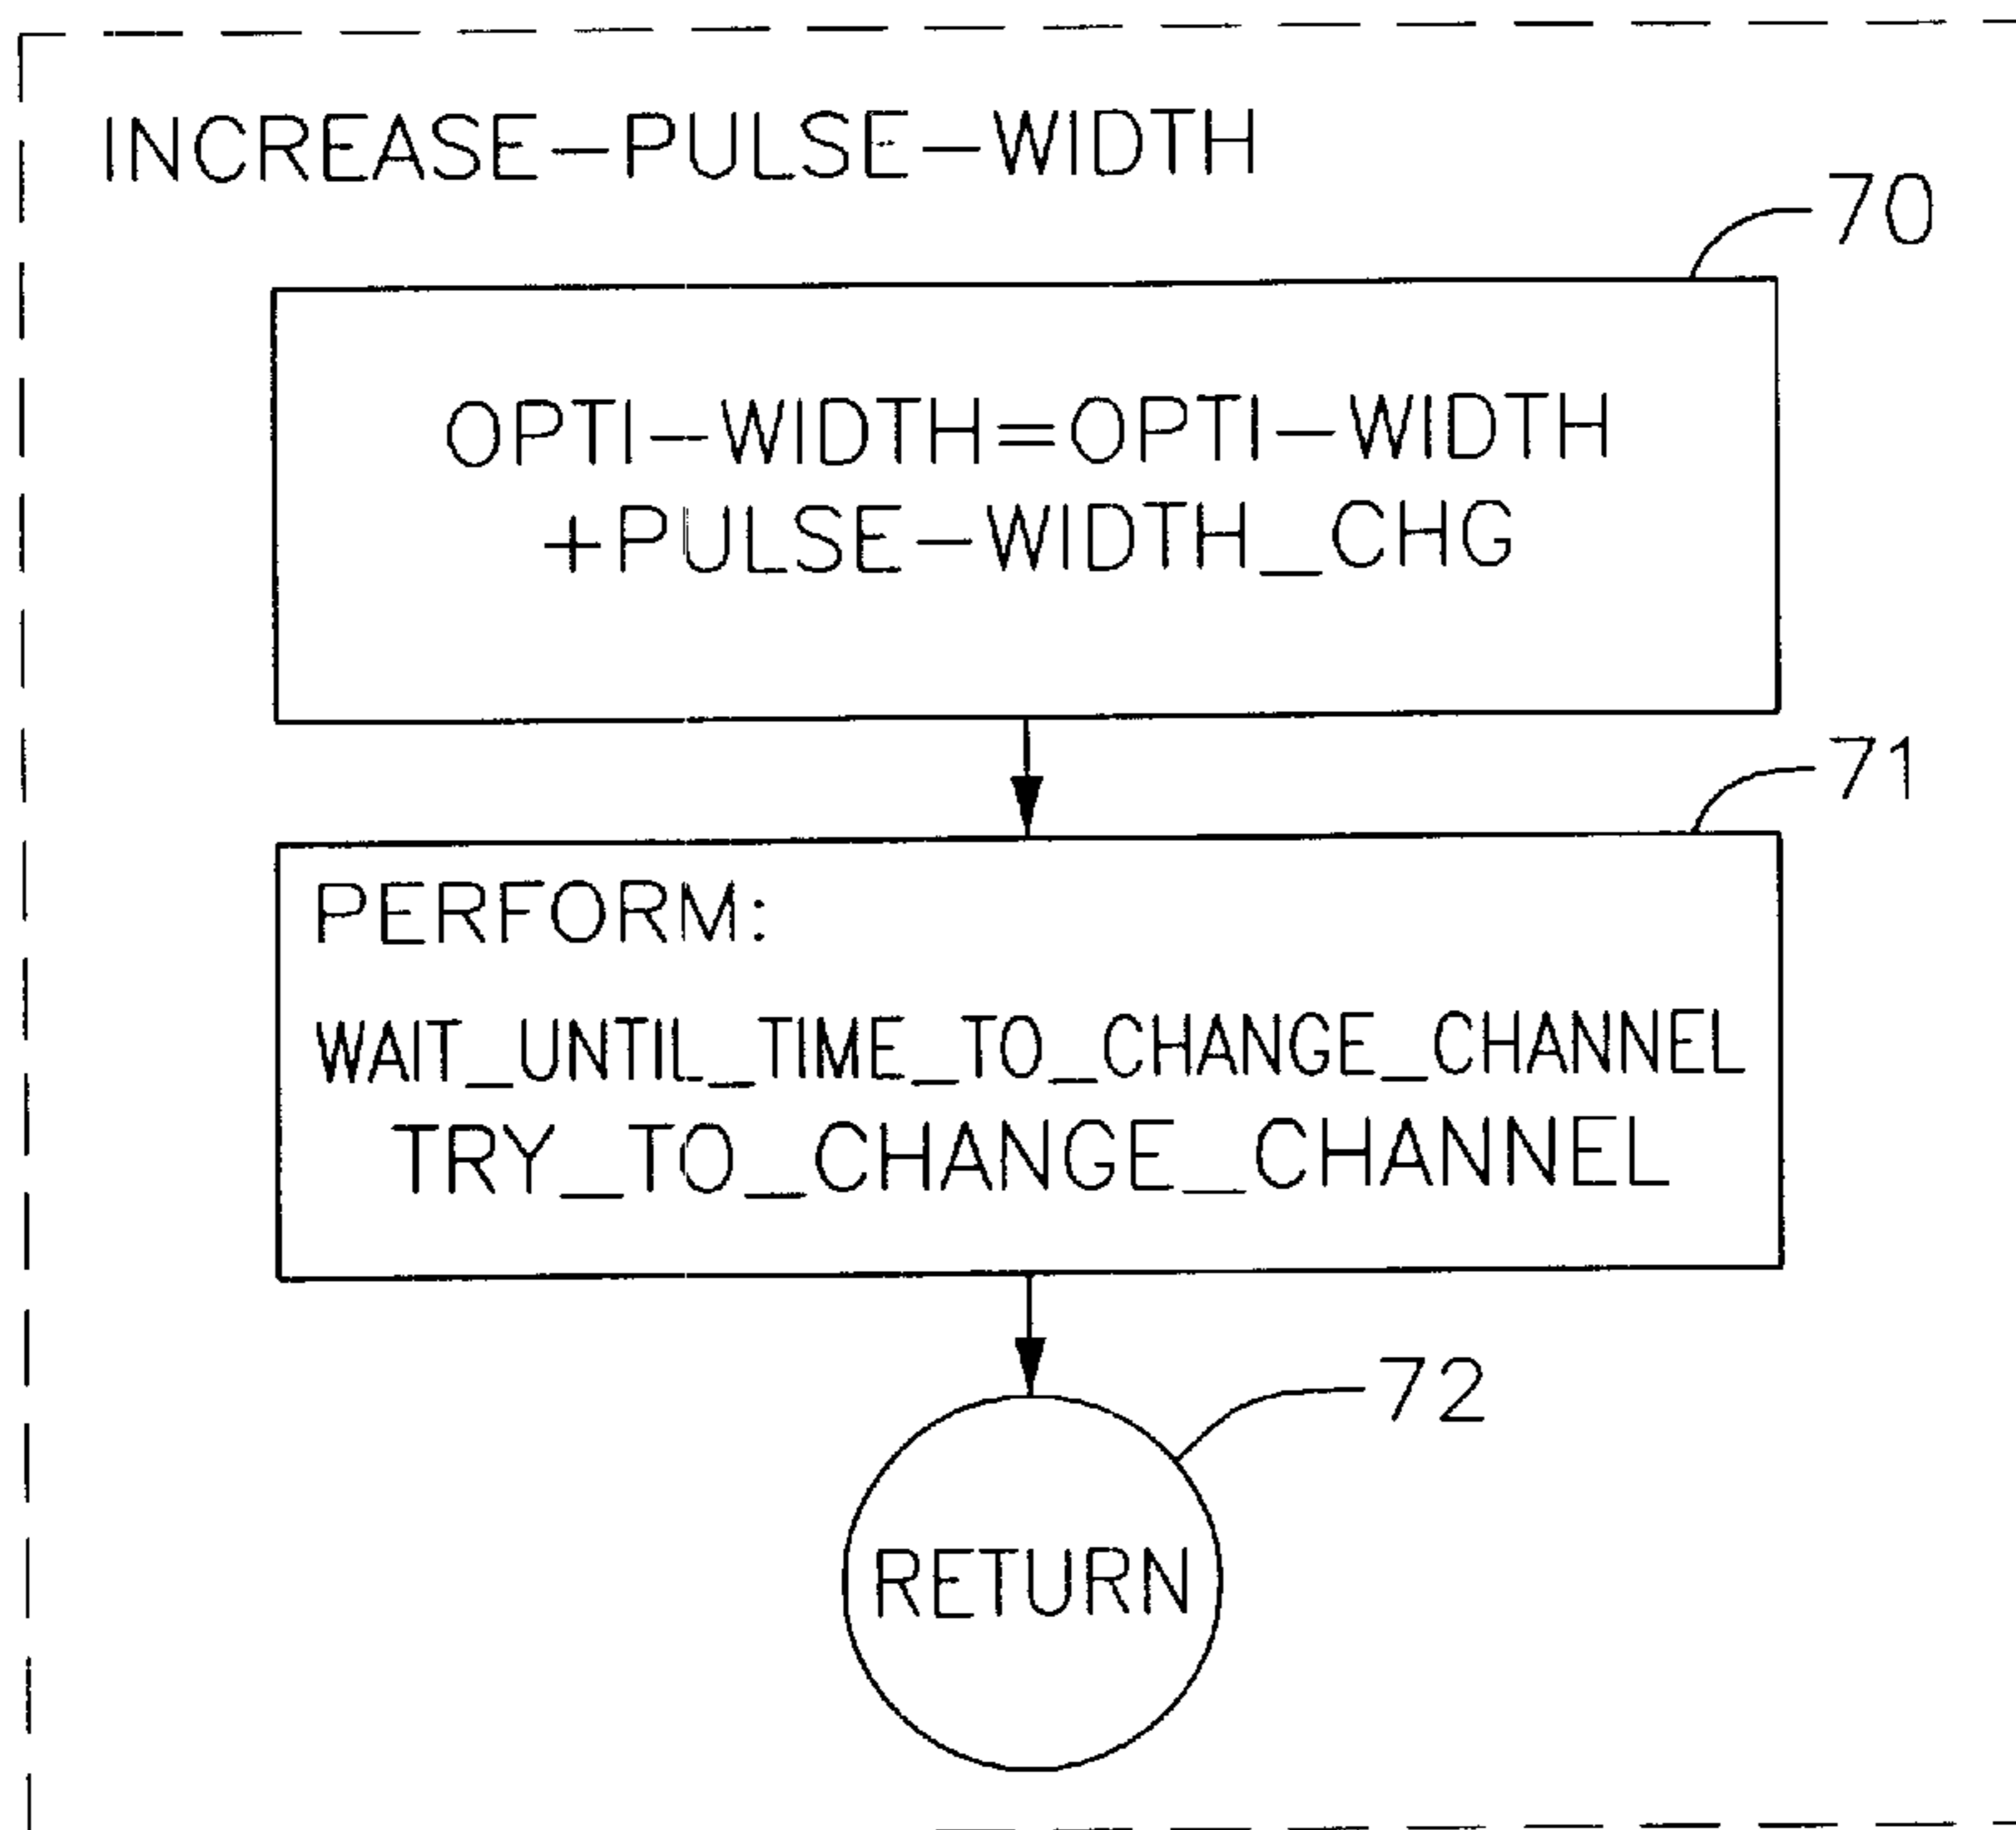 INCREASE-PULSE-WIDTH
70
OPTI-WIDTH=OPTI-WIDTH
+PULSE-WIDTH_CHG
71
PERFORM:
WAIT_UNTIL_TIME_TO_CHANGE_CHANNEL
TRY_TO_CHANGE_CHANNEL
72
RETURN